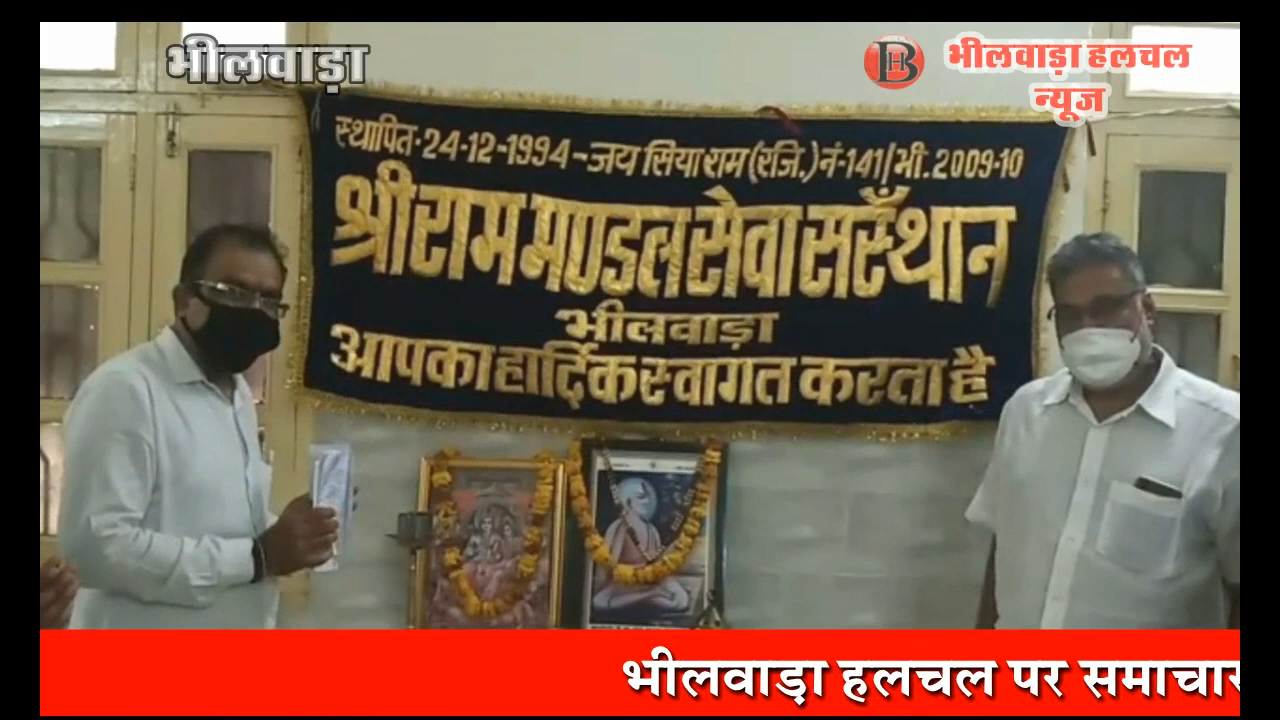 भीलवाड़ा
BH
भीलवाड़ा हलचल
न्यूज
स्थापित·24-12-1994-जय सिया राम (रजि.) नं-141/भी. 2009-10
श्री राम मण्डल सेवा सँस्थान
भीलवाड़ा
आपका हार्दिक स्वागत करता है
भीलवाड़ा हलचल पर समाचार